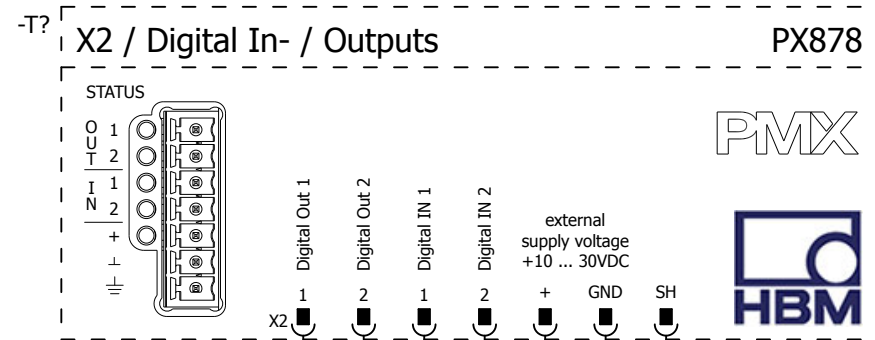 -T?
X2 / Digital In- / Outputs PX878
STATUS
OUT 1
2
IN 1
2
+
PMX
Digital Out 1
Digital Out 2
Digital IN 1
Digital IN 2
external
supply voltage
+10 ... 30VDC
1 2 1 2 + GND SH
X2
HBM